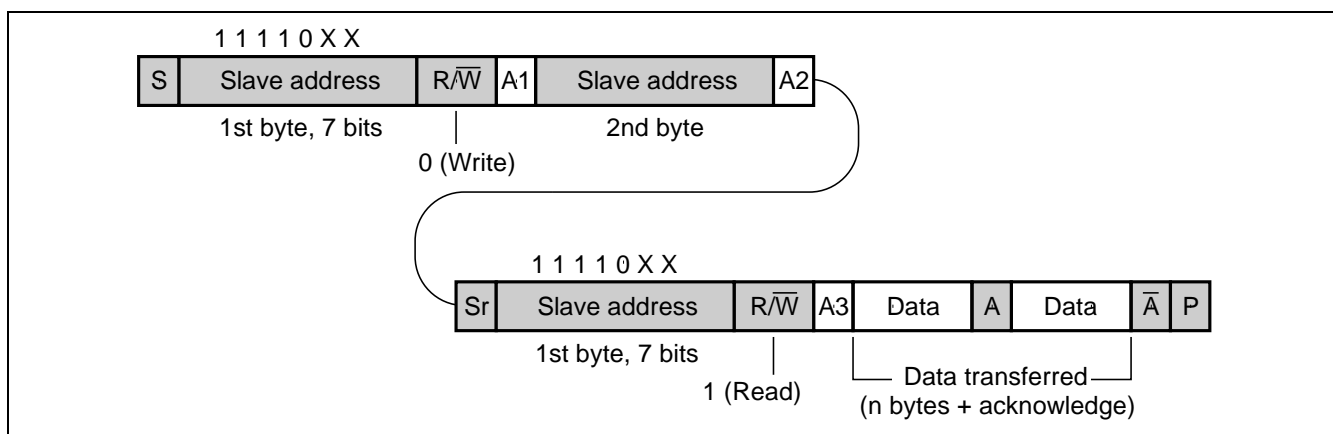 1 1 1 1 0 X X
S Slave address R/W̅ A1 Slave address A2
1st byte, 7 bits 2nd byte
0 (Write)
1 1 1 1 0 X X
Sr Slave address R/W̅ A3 Data A Data A̅ P
1st byte, 7 bits
1 (Read)
Data transferred
(n bytes + acknowledge)